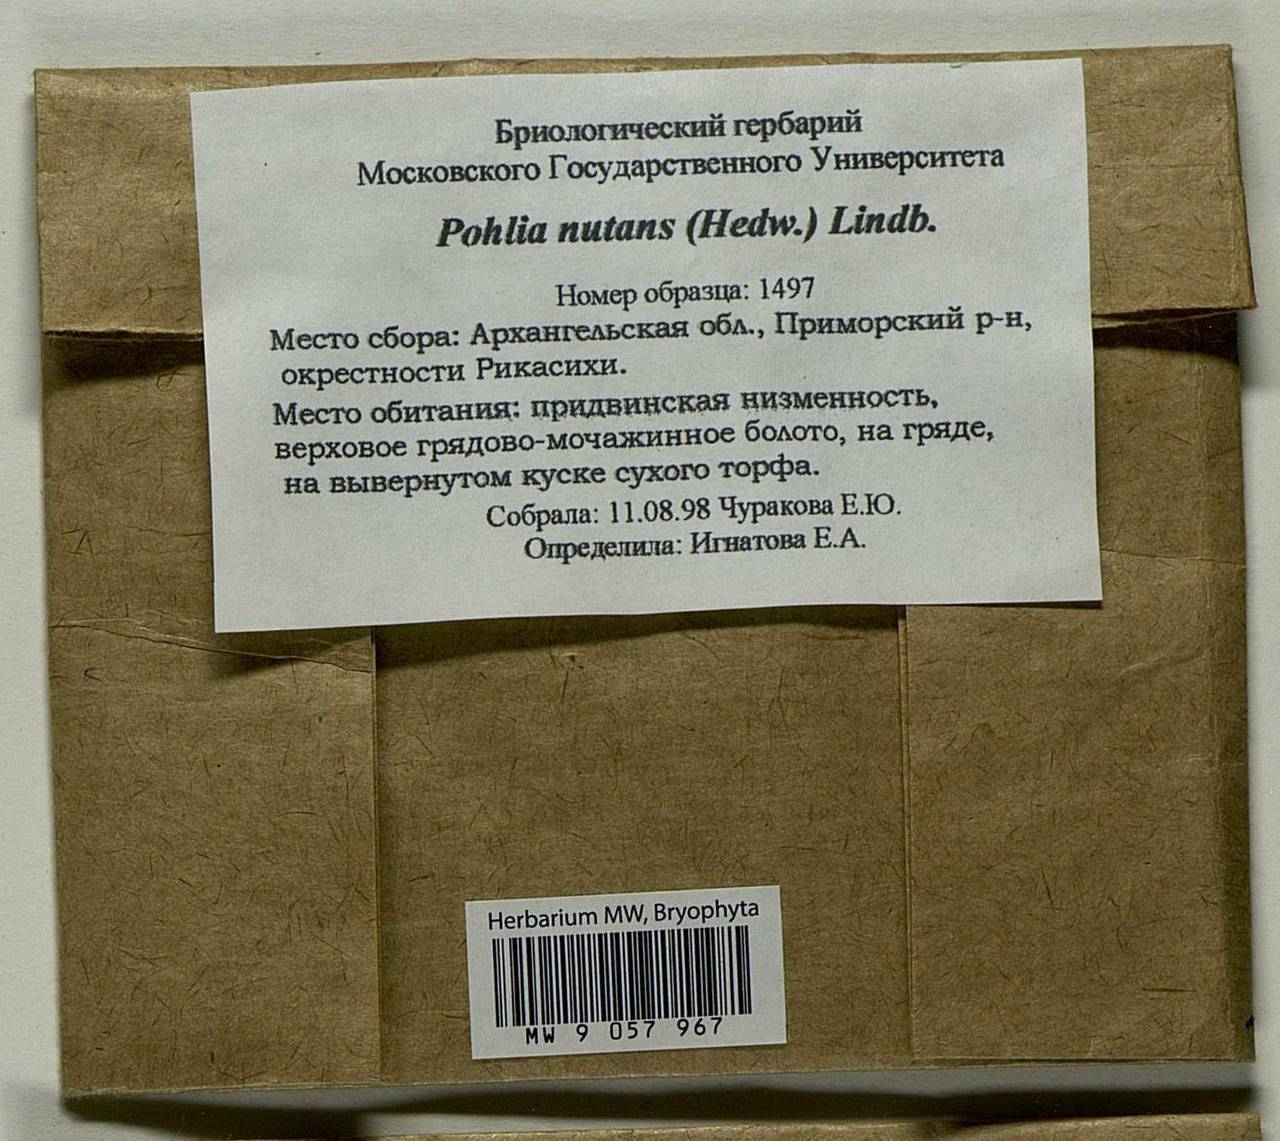 Бриологический гербарий
Московского Государственного Университета
Pohlia nutans (Hedw.) Lindb.
Номер образца: 1497
Место сбора: Архангельская обл., Приморский р-н,
окрестности Рикасихи.
Место обитания: придвинская низменность,
верховое грядово-мочажинное болото, на гряде,
на вывернутом куске сухого торфа.
Собрала: 11.08.98 Чуракова Е.Ю.
Определила: Игнатова Е.А.
Herbarium MW, Bryophyta
MW 9 057 967